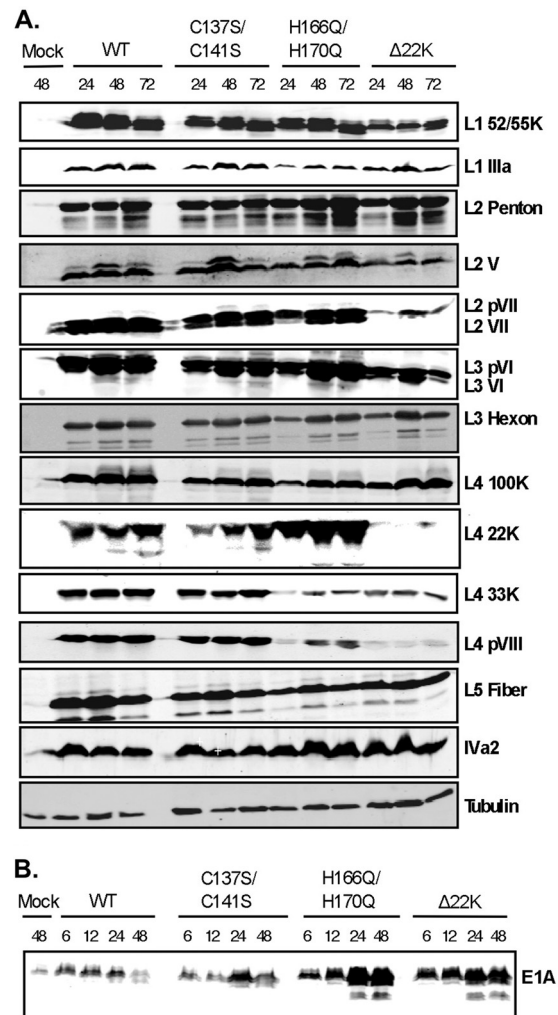 A.
Mock WT C137S/ C141S H166Q/ H170Q Δ22K
48 24 48 72 24 48 72 24 48 72 24 48 72
L1 52/55K
L1 IIIa
L2 Penton
L2 V
L2 pVII
L2 VII
L3 pVI
L3 VI
L3 Hexon
L4 100K
L4 22K
L4 33K
L4 pVIII
L5 Fiber
IVa2
Tubulin
B.
Mock WT C137S/ C141S H166Q/ H170Q Δ22K
48 6 12 24 48 6 12 24 48 6 12 24 48 6 12 24 48
E1A